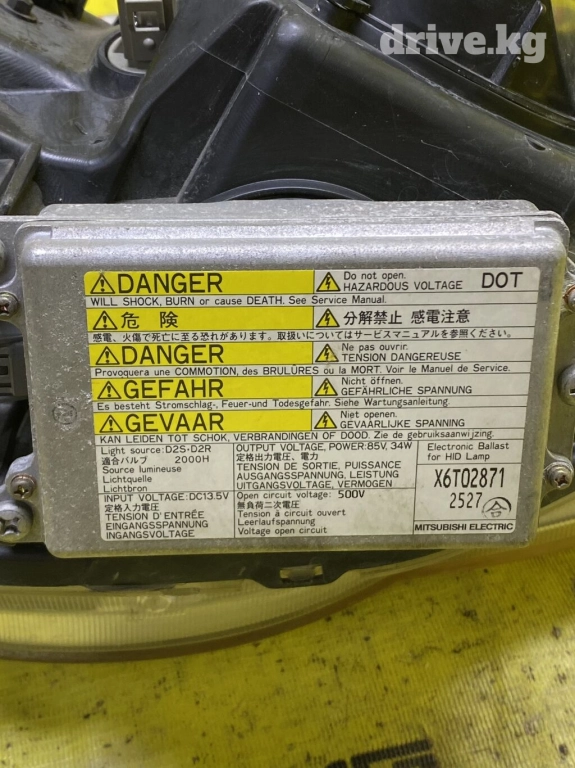 drive.kg
DANGER
Do not open.
HAZARDOUS VOLTAGE DOT
WILL SHOCK, BURN or cause DEATH. See Service Manual.
危 険
分解禁止 感電注意
感電、火傷で死亡に至る恐れがあります。取扱いについてはサービスマニュアルを参照ください。
DANGER
Ne pas ouvrir.
TENSION DANGEREUSE
Provoquera une COMMOTION, des BRULÛRES ou la MORT. Voir le Manuel de Service.
GEFAHR
Nicht öffnen.
GEFÄHRLICHE SPANNUNG
Es besteht Stromschlag-, Feuer-und Todesgefahr. Siehe Wartungsanleitung.
GEVAAR
Niet openen.
GEVAARLIJKE SPANNING
KAN LEIDEN TOT SCHOK, VERBRANDINGEN OF DOOD. Zie de gebruiksaanwijzing.
Light source:D2S·D2R
適合バルブ 2000H
Source lumineuse
Lichtquelle
Lichtbron
OUTPUT VOLTAGE, POWER:85V, 34W
定格出力電圧、電力
TENSION DE SORTIE, PUISSANCE
AUSGANGSSPANNUNG, LEISTUNG
UITGANGSVOLTAGE, VERMOGEN
Electronic Ballast
for HID Lamp
X6T02871
2527
合
MITSUBISHI ELECTRIC
INPUT VOLTAGE:DC13.5V
定格入力電圧
TENSION D'ENTRÉE
EINGANGSSPANNUNG
INGANGSVOLTAGE
Open circuit voltage: 500V
無負荷二次電圧
Tension à circuit ouvert
Leerlaufspannung
Voltage open circuit